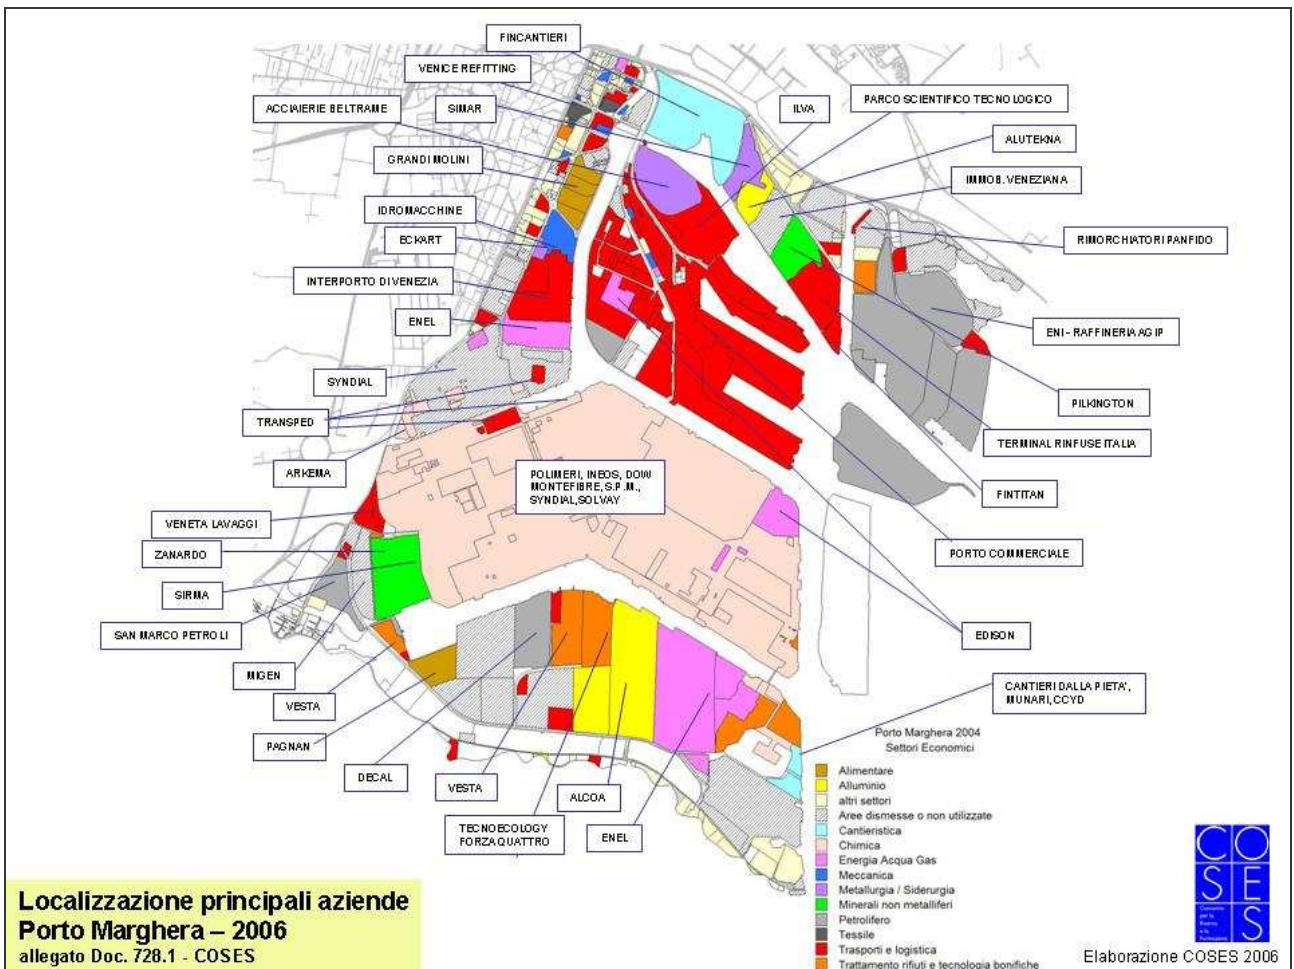 FINCANTIERI
VENICE REFITTING
ACCIAIERIE BELTRAME
SIMAR
ILVA
PARCO SCIENTIFICO TECNOLOGICO
ALUTEKNA
GRANDI MOLINI
IMMOB. VENEZIANA
IDROMACCHINE
ECKART
RIMORCHIATORI PANFIDO
INTERPORTO DI VENEZIA
ENEL
ENI - RAFFINERIA AGIP
SYNDIAL
PILKINGTON
TRANSPED
TERMINAL RINFUSE ITALIA
ARKEMA
POLIMERI, INEOS, DOW
MONTEFIBRE, S.P.M.,
SYNDIAL, SOLVAY
FINTITAN
VENETA LAVAGGI
ZANARDO
PORTO COMMERCIALE
SIRMA
SAN MARCO PETROLI
EDISON
MIGEN
VESTA
CANTIERI DALLA PIETA',
MUNARI, CCYD
PAGNAN
DECAL
VESTA
ALCOA
TECNOECOLOGY
FORZA QUATTRO
ENEL
Porto Marghera 2004
Settori Economici
Alimentare
Alluminio
altri settori
Aree dismesse o non utilizzate
Cantieristica
Chimica
Energia Acqua Gas
Meccanica
Metallurgia / Siderurgia
Minerali non metalliferi
Petrolifero
Tessile
Trasporti e logistica
Trattamento rifiuti e tecnologia bonifiche
Localizzazione principali aziende
Porto Marghera – 2006
allegato Doc. 728.1 - COSES
CO
SES
Elaborazione COSES 2006